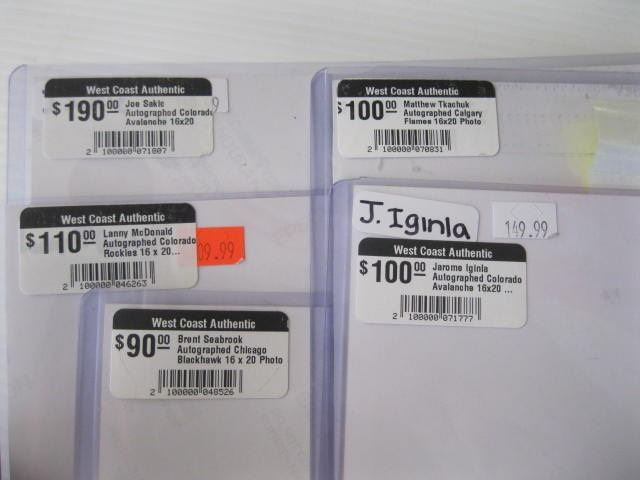 West Coast Authentic
$190.00 Joe Sakic
Autographed Colorado
Avalanche 16x20
2 100000 071807
9
West Coast Authentic
$100.00 Matthew Tkachuk
Autographed Calgary
Flames 16x20 Photo
2 100000 070831
West Coast Authentic
$110.00 Lanny McDonald
Autographed Colorado
Rockies 16 x 20...
2 100000 046263
09.99
J. Iginla
149.99
West Coast Authentic
$100.00 Jarome Iginla
Autographed Colorado
Avalanche 16x20 ...
2 100000 071777
West Coast Authentic
$90.00 Brent Seabrook
Autographed Chicago
Blackhawk 16 x 20 Photo
2 100000 048526